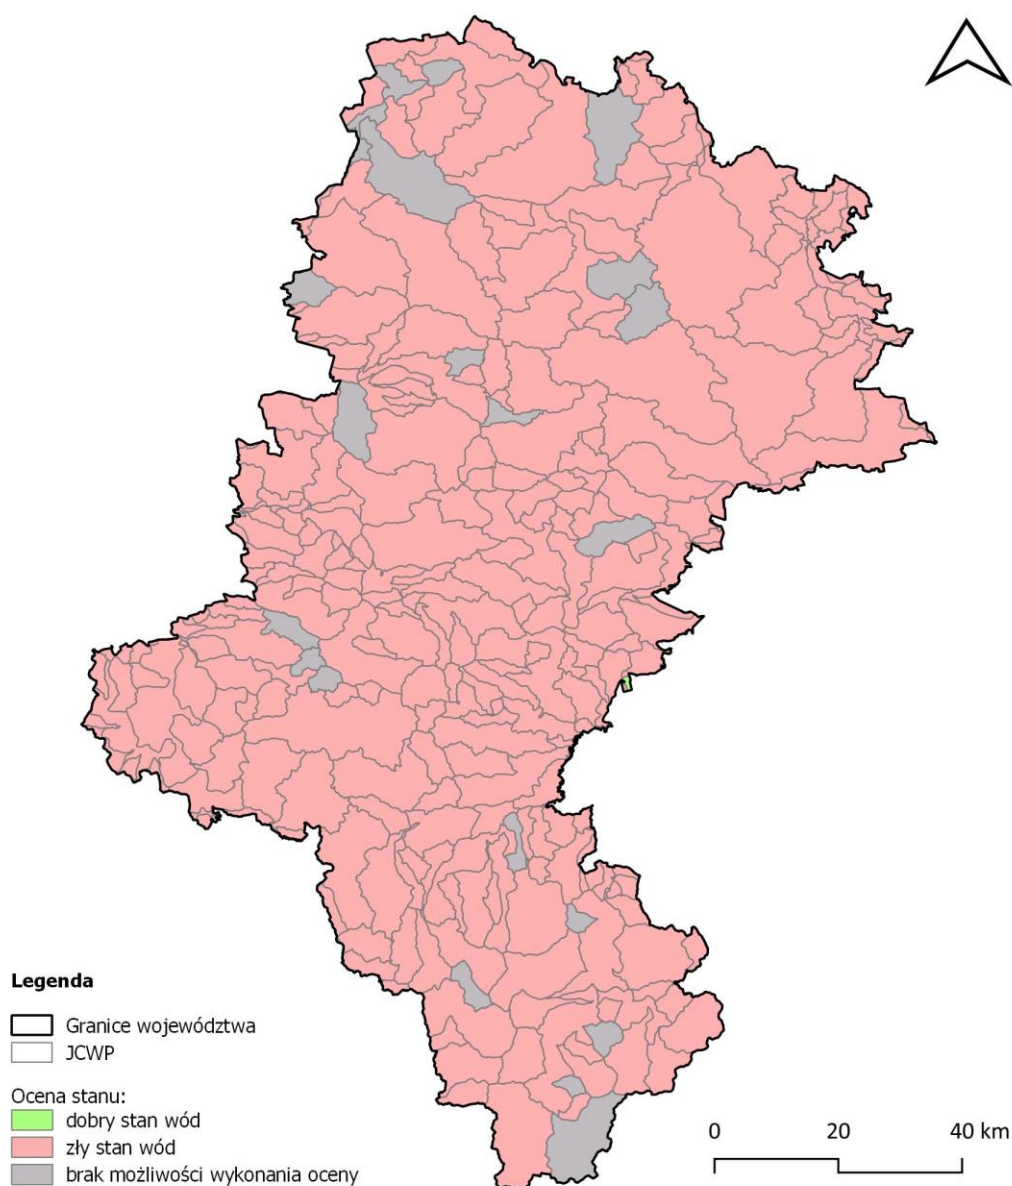 Legenda
Granice województwa
JCWP
Ocena stanu:
dobry stan wód
zły stan wód
brak możliwości wykonania oceny
0 20 40 km